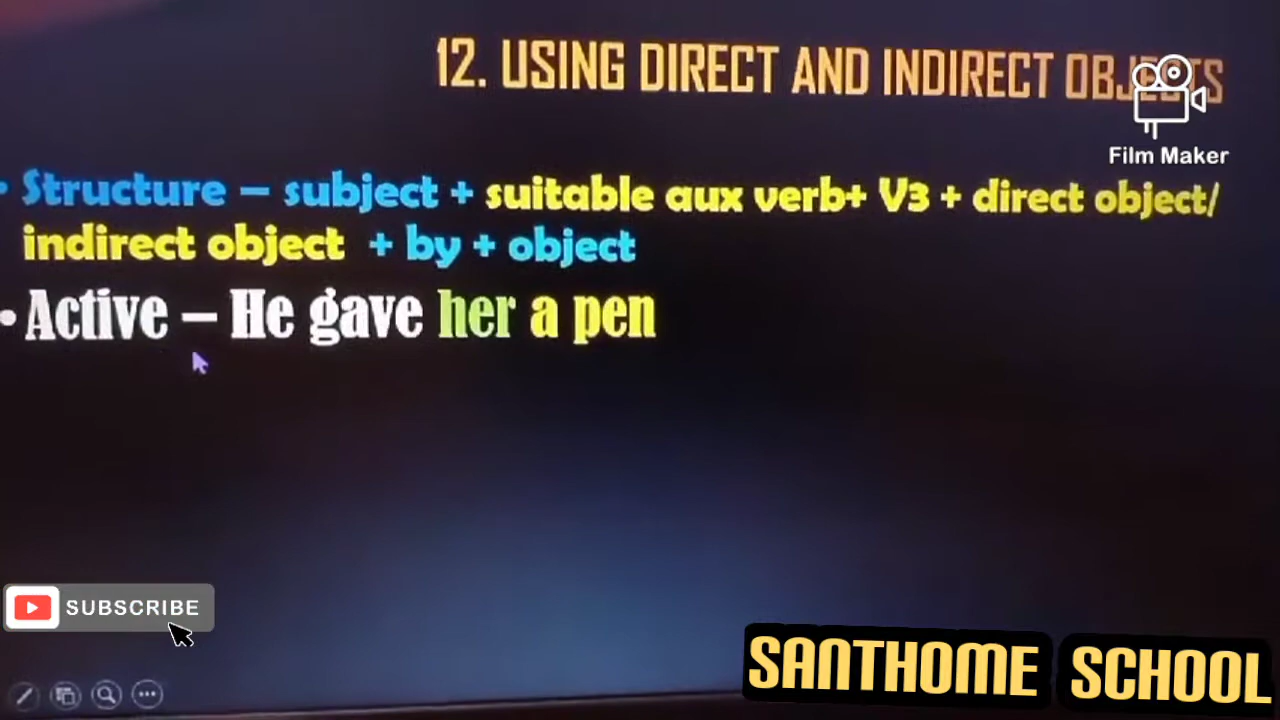 12. USING DIRECT AND INDIRECT OBJECTS
Film Maker
• Structure – subject + suitable aux verb+ V3 + direct object/
indirect object + by + object
• Active – He gave her a pen
SUBSCRIBE
SANTHOME SCHOOL